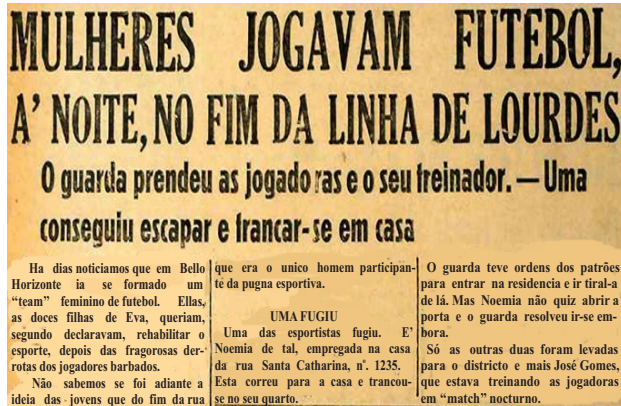 MULHERES JOGAVAM FUTEBOL,
A' NOITE, NO FIM DA LINHA DE LOURDES
O guarda prendeu as jogadoras e o seu treinador. — Uma
conseguiu escapar e trancar-se em casa
Ha dias noticiamos que em Bello
Horizonte ia se formado um
“team” feminino de futebol. Ellas,
as doces filhas de Eva, queriam,
segundo declaravam, rehabilitar o
esporte, depois das fragorosas der-
rotas dos jogadores barbados.
Não sabemos se foi adiante a
ideia das jovens que do fim da rua
que era o unico homem participan-
te da pugna esportiva.
UMA FUGIU
Uma das esportistas fugiu. E'
Noemia de tal, empregada na casa
da rua Santa Catharina, nº. 1235.
Esta correu para a casa e trancou-
se no seu quarto.
O guarda teve ordens dos patrões
para entrar na residencia e ir tiral-a
de lá. Mas Noemia não quiz abrir a
porta e o guarda resolveu ir-se em-
bora.
Só as outras duas foram levadas
para o districto e mais José Gomes,
que estava treinando as jogadoras
em “match” nocturno.